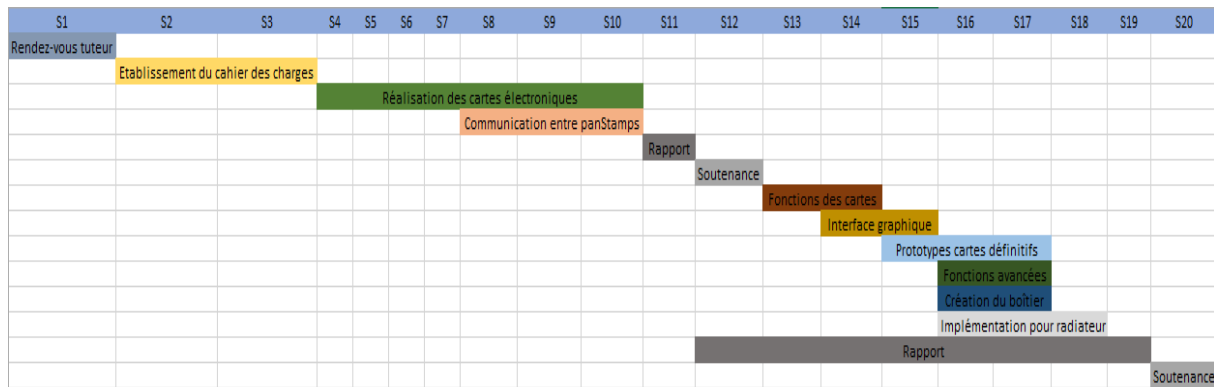 S1 S2 S3 S4 S5 S6 S7 S8 S9 S10 S11 S12 S13 S14 S15 S16 S17 S18 S19 S20
Rendez-vous tuteur
Etablissement du cahier des charges
Réalisation des cartes électroniques
Communication entre panStamps
Rapport
Soutenance
Fonctions des cartes
Interface graphique
Prototypes cartes définitifs
Fonctions avancées
Création du boîtier
Implémentation pour radiateur
Rapport
Soutenance